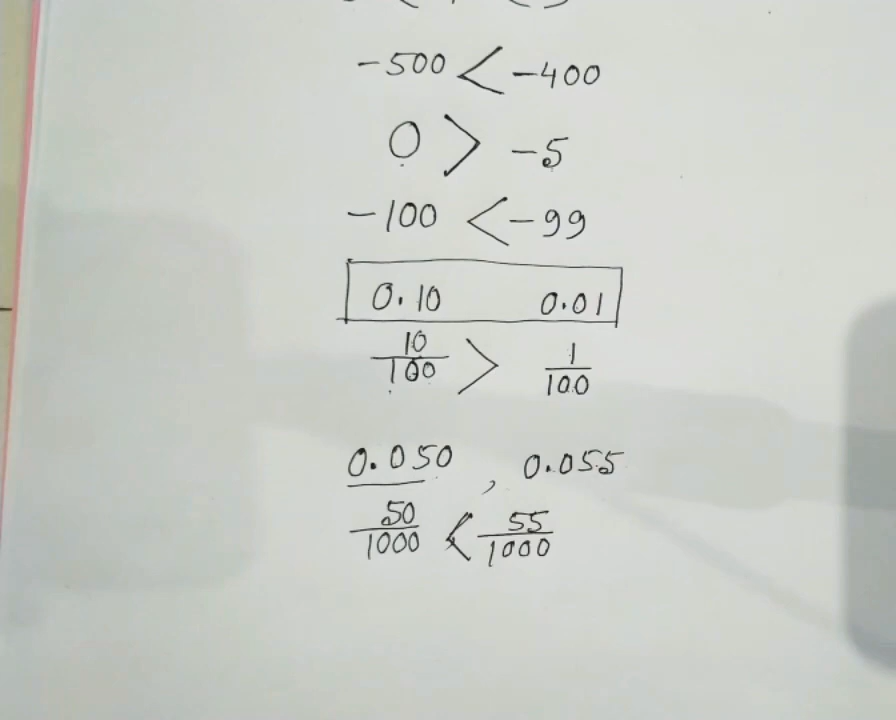 -500 < -400
0 > -5
-100 < -99
0.10 0.01
10/100 > 1/100
0.050 , 0.055
50/1000 < 55/1000